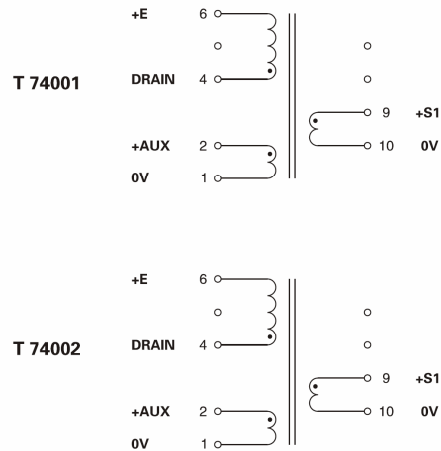 +E 6
T 74001 DRAIN 4
9 +S1
+AUX 2 10 0V
0V 1
+E 6
T 74002 DRAIN 4
9 +S1
+AUX 2 10 0V
0V 1